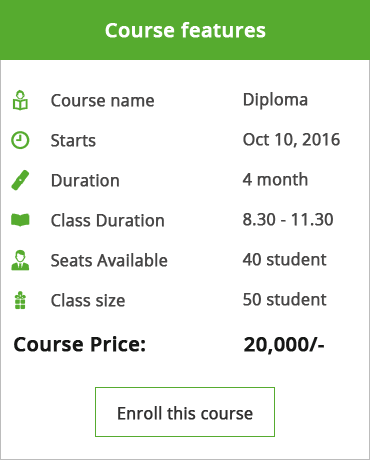 Course features
Course name Diploma
Starts Oct 10, 2016
Duration 4 month
Class Duration 8.30 - 11.30
Seats Available 40 student
Class size 50 student
Course Price: 20,000/-
Enroll this course